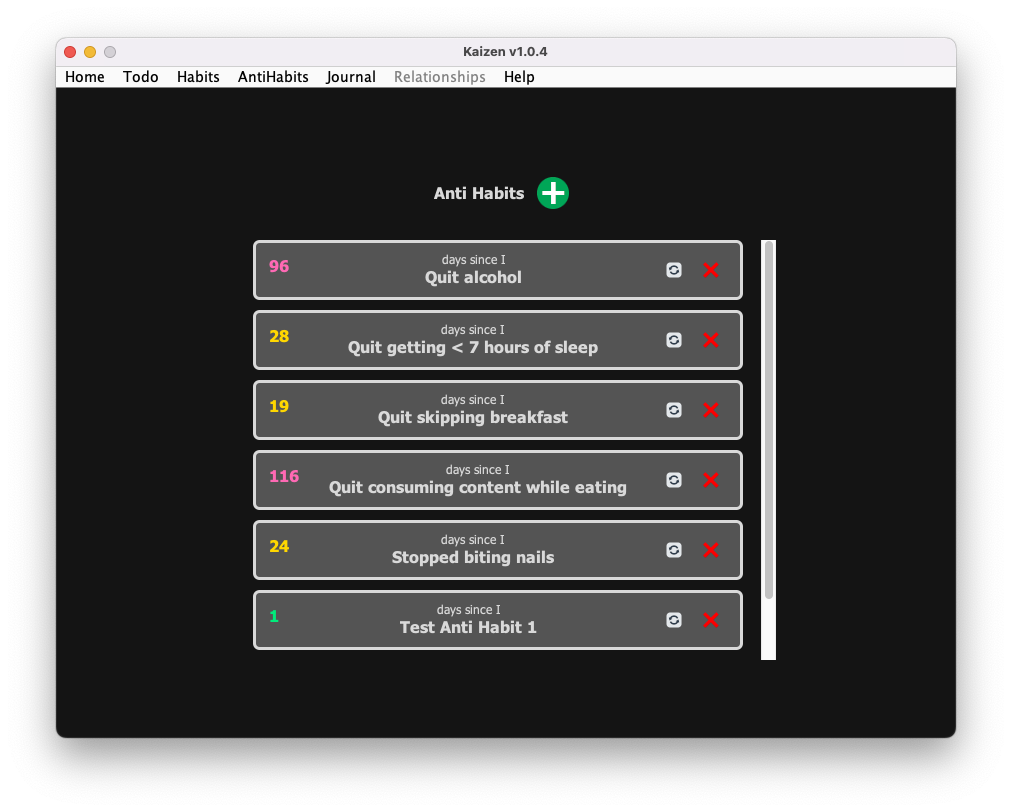 Kaizen v1.0.4
Home Todo Habits AntiHabits Journal Relationships Help
Anti Habits
96
days since I
Quit alcohol
28
days since I
Quit getting < 7 hours of sleep
19
days since I
Quit skipping breakfast
116
days since I
Quit consuming content while eating
24
days since I
Stopped biting nails
1
days since I
Test Anti Habit 1